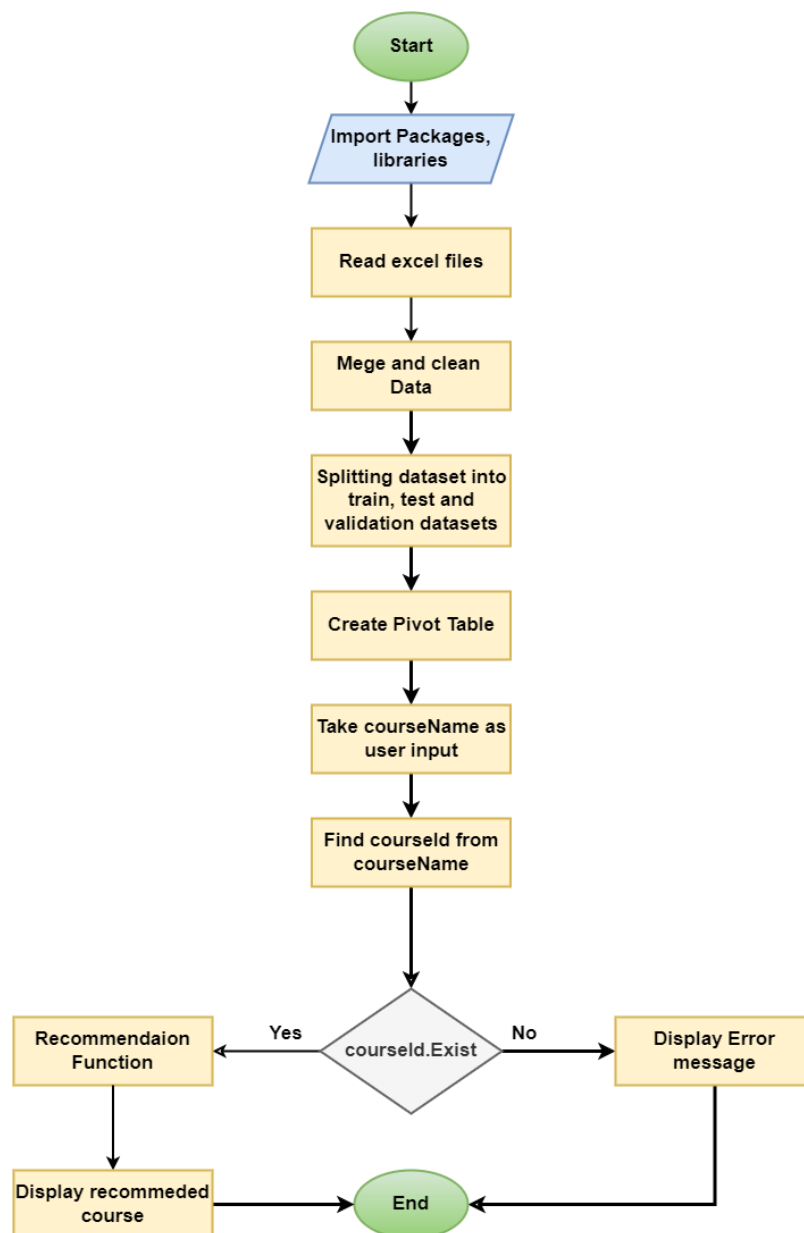 Start
Import Packages,
libraries
Read excel files
Mege and clean
Data
Splitting dataset into
train, test and
validation datasets
Create Pivot Table
Take courseName as
user input
Find courseId from
courseName
Yes
No
Recommendaion
Function
courseId.Exist
Display Error
message
Display recommeded
course
End